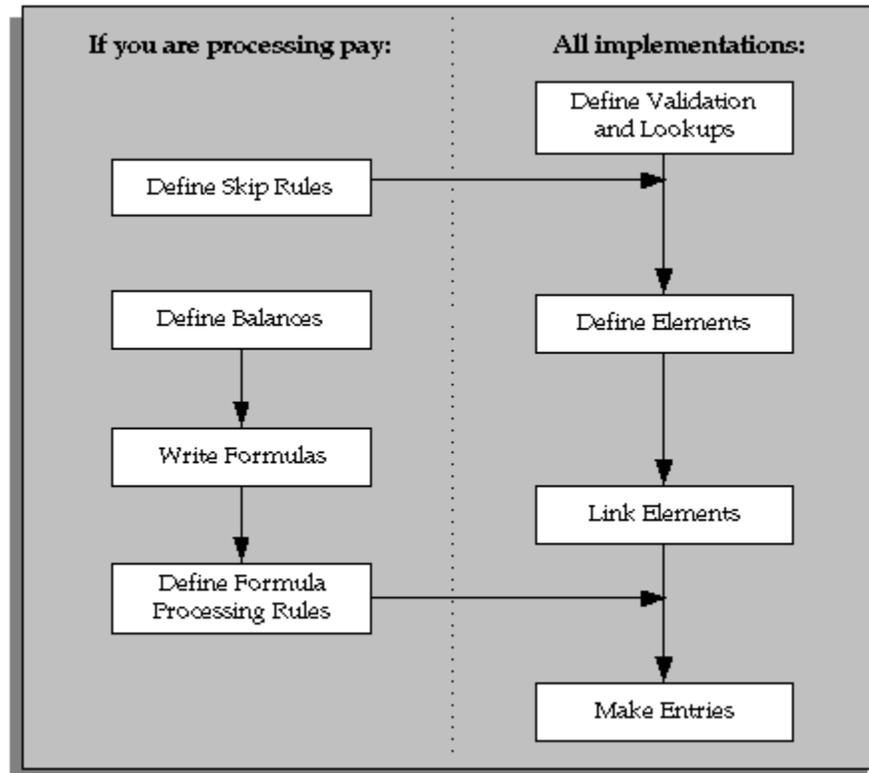 If you are processing pay:
All implementations:
Define Validation
and Lookups
Define Skip Rules
Define Balances
Define Elements
Write Formulas
Link Elements
Define Formula
Processing Rules
Make Entries